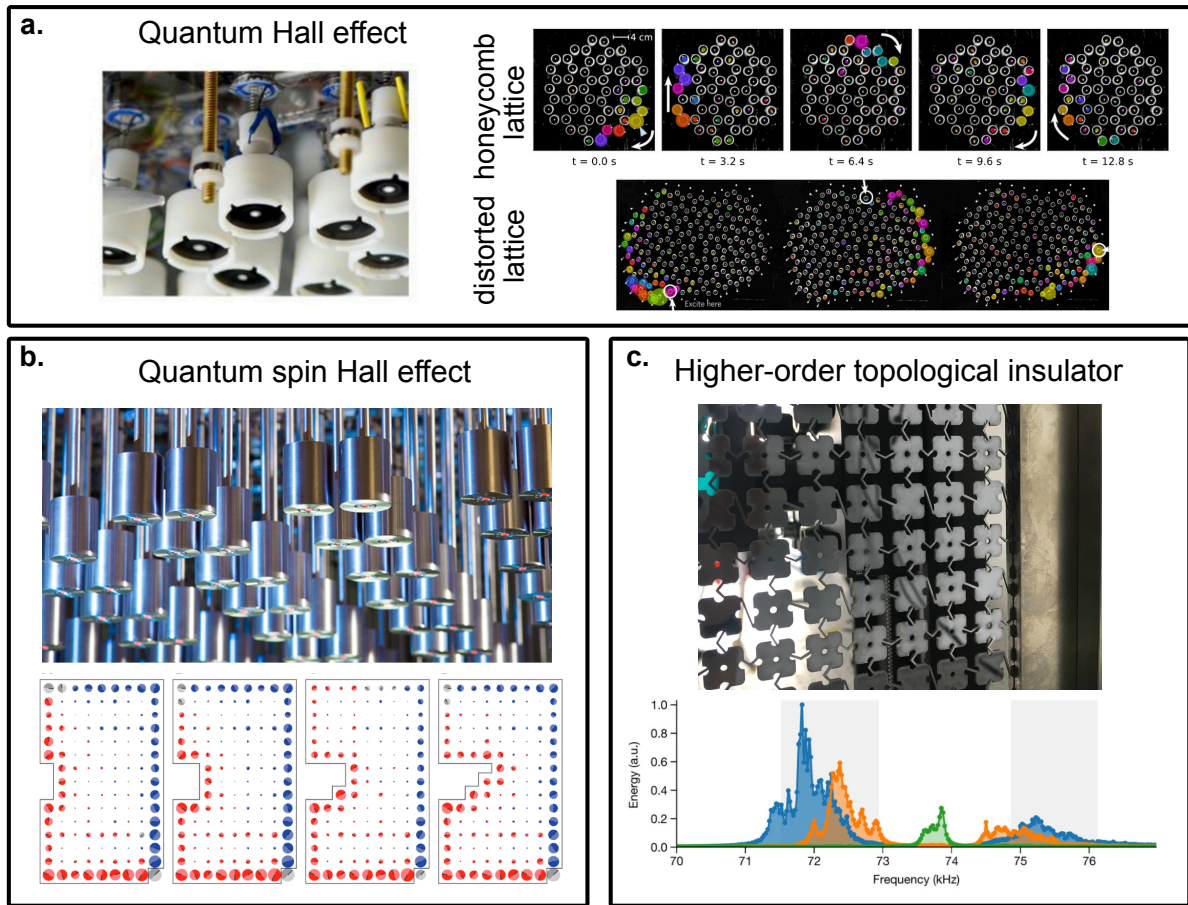 a.
Quantum Hall effect
honeycomb
lattice
4 cm
t = 0.0 s
t = 3.2 s
t = 6.4 s
t = 9.6 s
t = 12.8 s
distorted
lattice
Excite here
b.
Quantum spin Hall effect
c.
Higher-order topological insulator
Energy (a.u.)
1.0
0.8
0.6
0.4
0.2
0.0
70
71
72
73
74
75
76
Frequency (kHz)